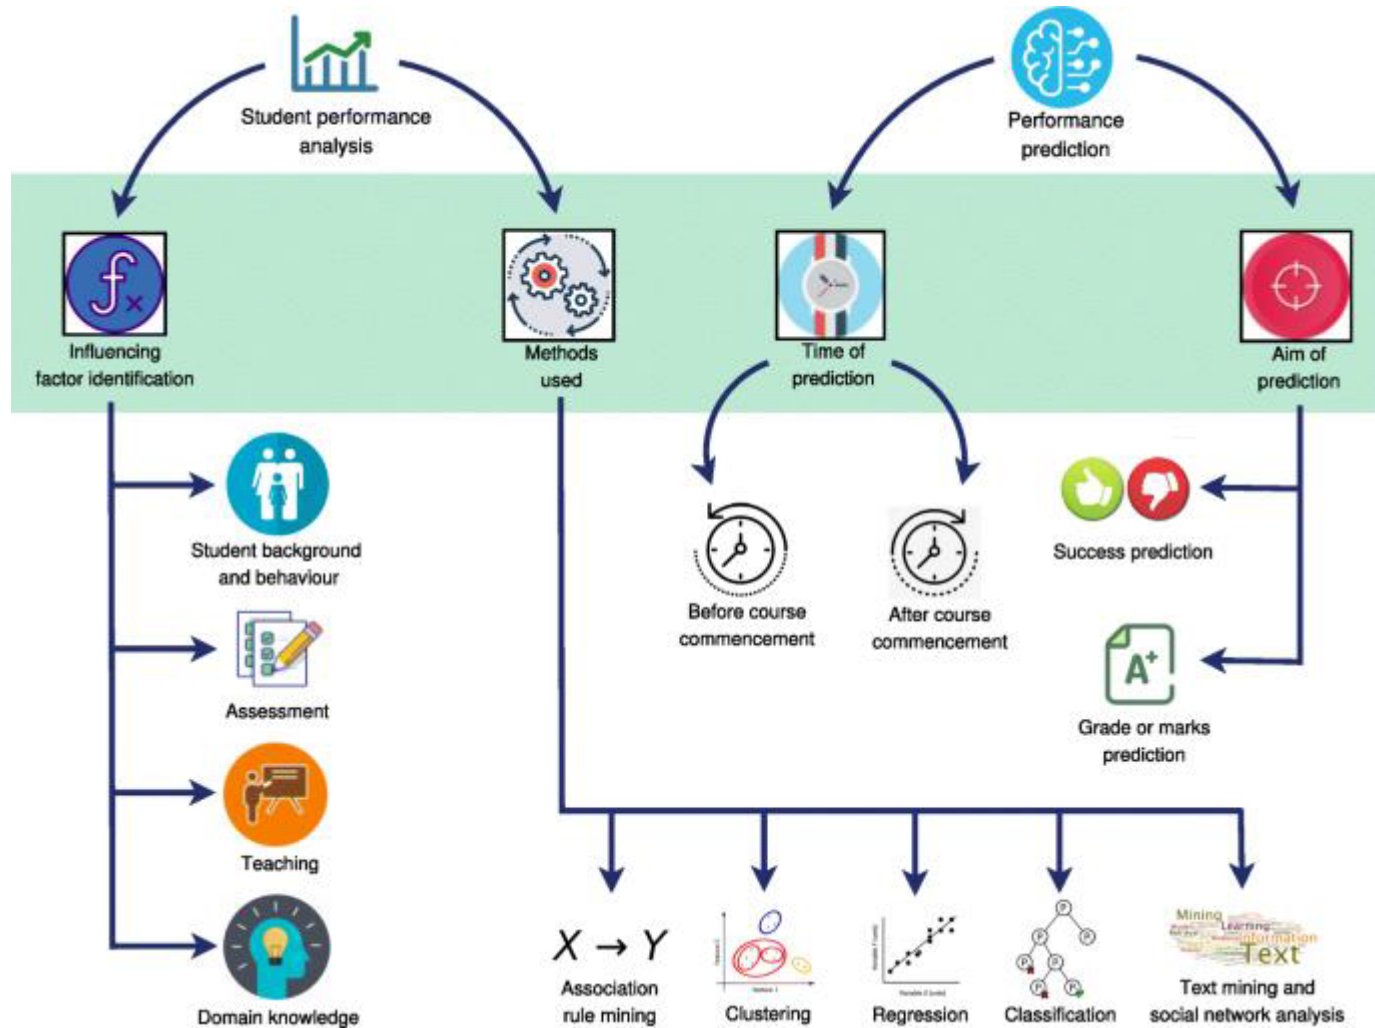 Student performance
analysis
Performance
prediction
Influencing
factor identification
Methods
used
Time of
prediction
Aim of
prediction
Student background
and behaviour
Assessment
Teaching
Domain knowledge
Before course
commencement
After course
commencement
Success prediction
A+
Grade or marks
prediction
X → Y
Association
rule mining
Clustering
Regression
Classification
Mining
Learning
information
Text
Text mining and
social network analysis
fx
P
P
P
P
P
P
P